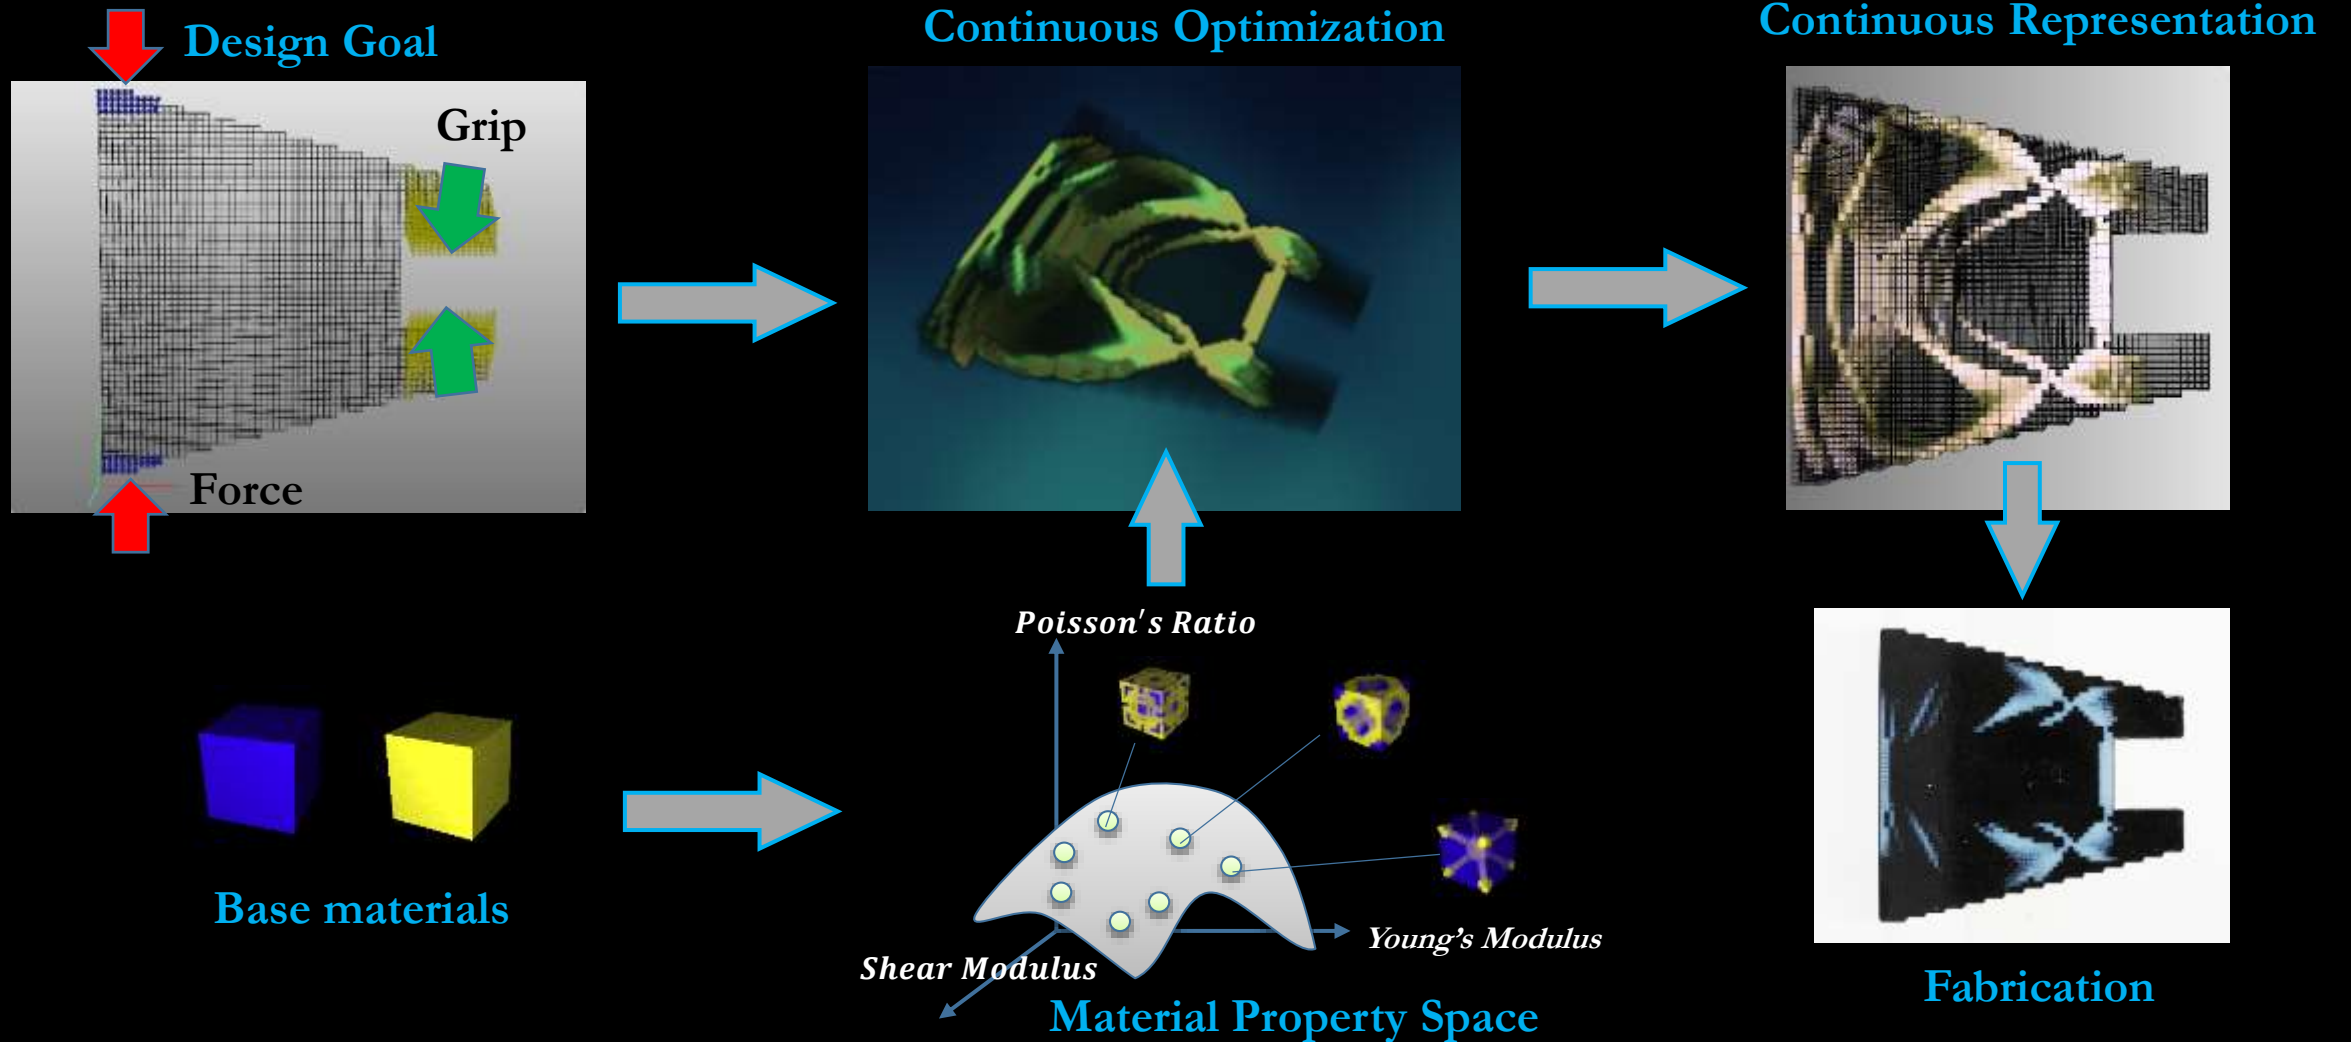 Design Goal
Continuous Optimization
Continuous Representation
Grip
Force
Poisson's Ratio
Young's Modulus
Shear Modulus
Base materials
Material Property Space
Fabrication